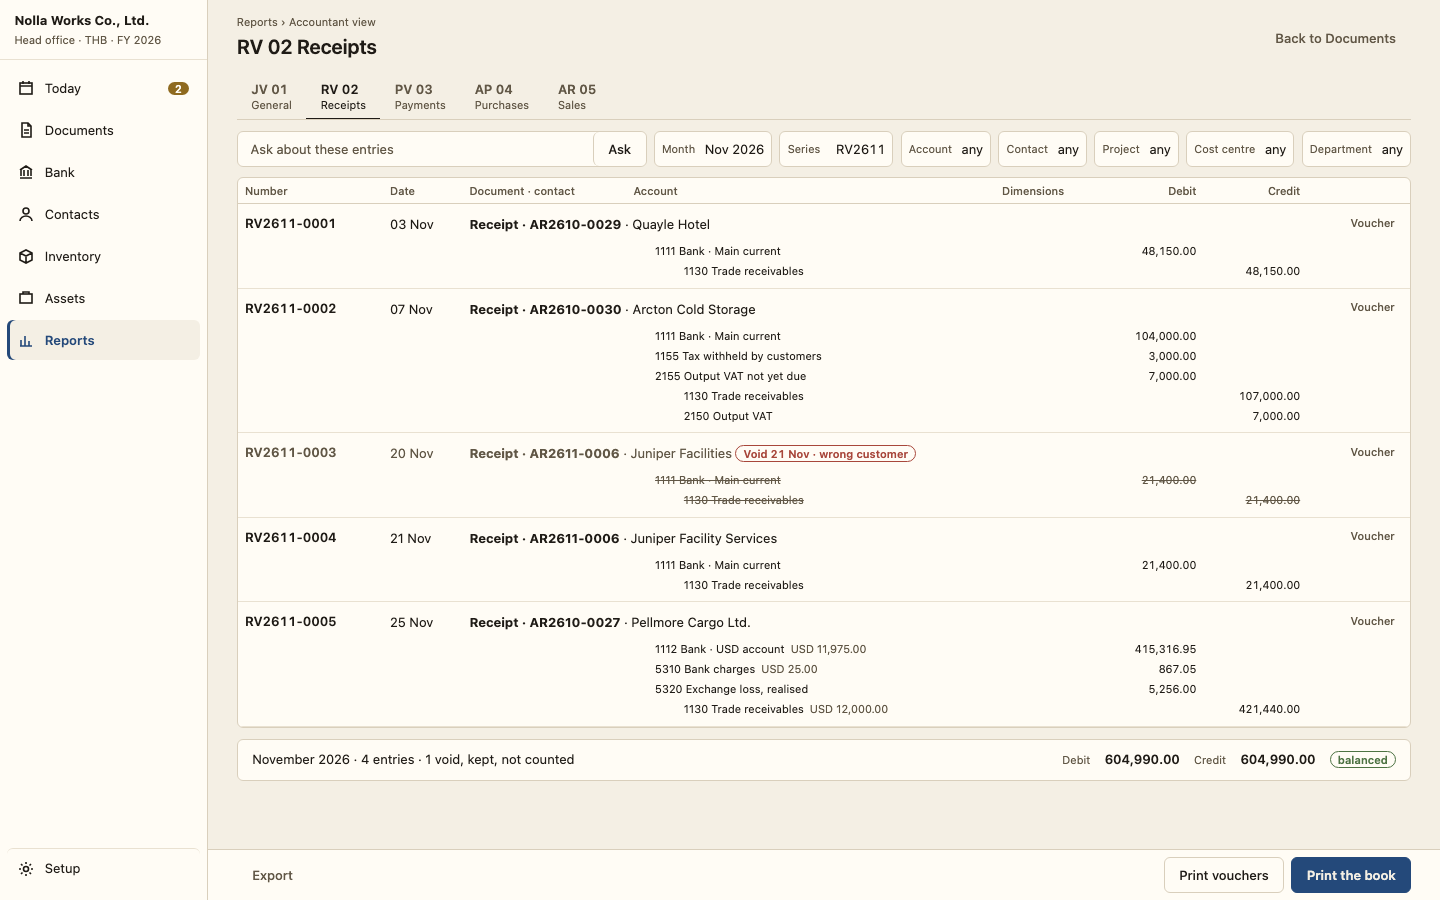 Nolla Works Co., Ltd.
Head office · THB · FY 2026
Today 2
Documents
Bank
Contacts
Inventory
Assets
Reports
Setup
Reports › Accountant view
RV 02 Receipts
Back to Documents
JV 01 General
RV 02 Receipts
PV 03 Payments
AP 04 Purchases
AR 05 Sales
Ask about these entries Ask
Month Nov 2026
Series RV2611
Account any
Contact any
Project any
Cost centre any
Department any
Number Date Document · contact Account Dimensions Debit Credit
RV2611-0001 03 Nov Receipt · AR2610-0029 · Quayle Hotel Voucher
1111 Bank · Main current 48,150.00
1130 Trade receivables 48,150.00
RV2611-0002 07 Nov Receipt · AR2610-0030 · Arcton Cold Storage Voucher
1111 Bank · Main current 104,000.00
1155 Tax withheld by customers 3,000.00
2155 Output VAT not yet due 7,000.00
1130 Trade receivables 107,000.00
2150 Output VAT 7,000.00
RV2611-0003 20 Nov Receipt · AR2611-0006 · Juniper Facilities Void 21 Nov · wrong customer Voucher
1111 Bank · Main current 21,400.00
1130 Trade receivables 21,400.00
RV2611-0004 21 Nov Receipt · AR2611-0006 · Juniper Facility Services Voucher
1111 Bank · Main current 21,400.00
1130 Trade receivables 21,400.00
RV2611-0005 25 Nov Receipt · AR2610-0027 · Pellmore Cargo Ltd. Voucher
1112 Bank · USD account USD 11,975.00 415,316.95
5310 Bank charges USD 25.00 867.05
5320 Exchange loss, realised 5,256.00
1130 Trade receivables USD 12,000.00 421,440.00
November 2026 · 4 entries · 1 void, kept, not counted Debit 604,990.00 Credit 604,990.00 balanced
Export
Print vouchers
Print the book